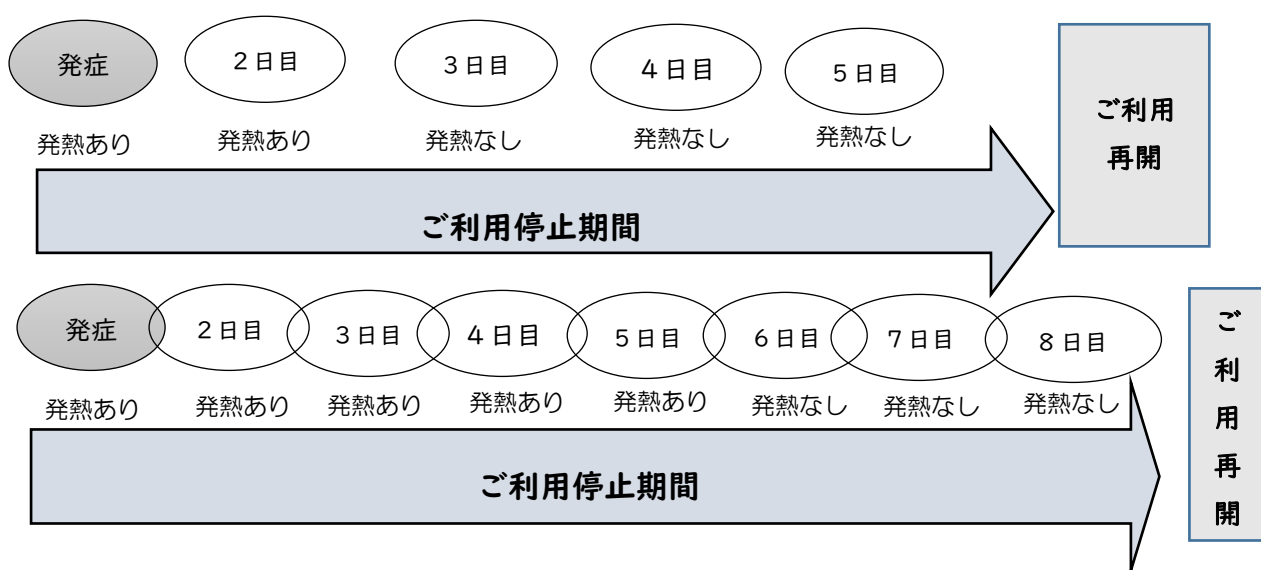 発症
2日目
3日目
4日目
5日目
発熱あり
発熱あり
発熱なし
発熱なし
発熱なし
ご利用
再開
ご利用停止期間
発症
2日目
3日目
4日目
5日目
6日目
7日目
8日目
発熱あり
発熱あり
発熱あり
発熱あり
発熱あり
発熱なし
発熱なし
発熱なし
ご利用再開
ご利用停止期間